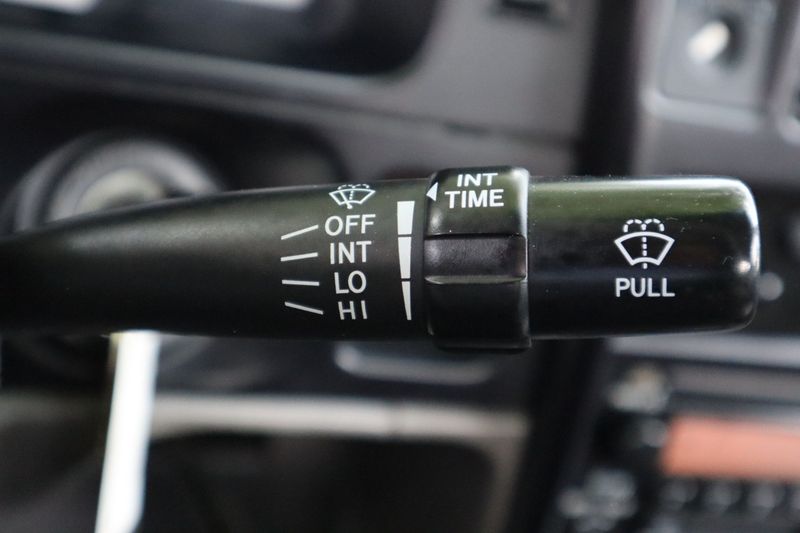 INT
TIME
OFF
INT
LO
HI
PULL